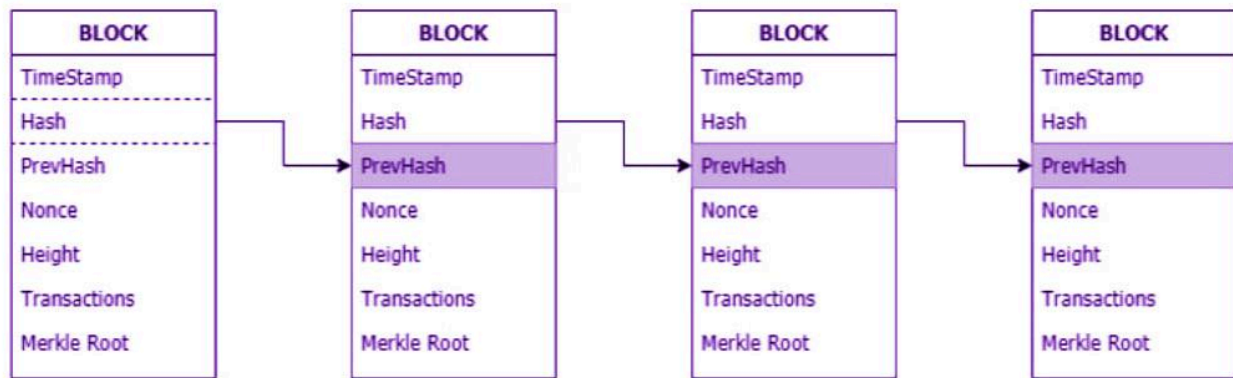 BLOCK
TimeStamp
Hash
PrevHash
Nonce
Height
Transactions
Merkle Root
BLOCK
TimeStamp
Hash
PrevHash
Nonce
Height
Transactions
Merkle Root
BLOCK
TimeStamp
Hash
PrevHash
Nonce
Height
Transactions
Merkle Root
BLOCK
TimeStamp
Hash
PrevHash
Nonce
Height
Transactions
Merkle Root